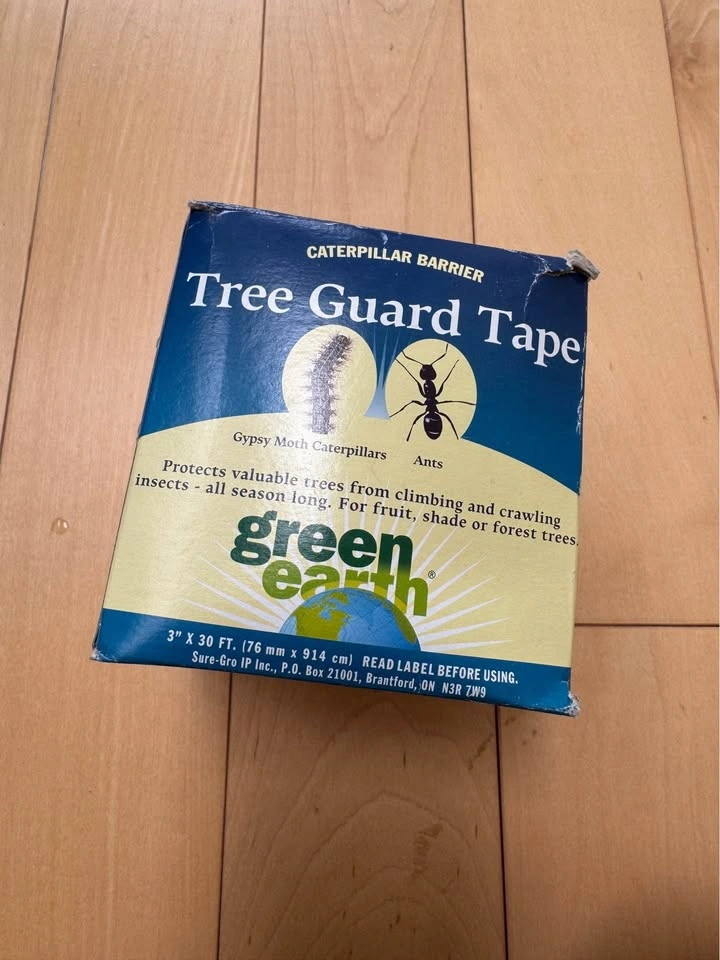 CATERPILLAR BARRIER
Tree Guard Tape
Gypsy Moth Caterpillars
Ants
Protects valuable trees from climbing and crawling
insects - all season long. For fruit, shade or forest trees.
green
earth®
3" X 30 FT. (76 mm x 914 cm) READ LABEL BEFORE USING.
Sure-Gro IP Inc., P.O. Box 21001, Brantford, ON N3R 7W9